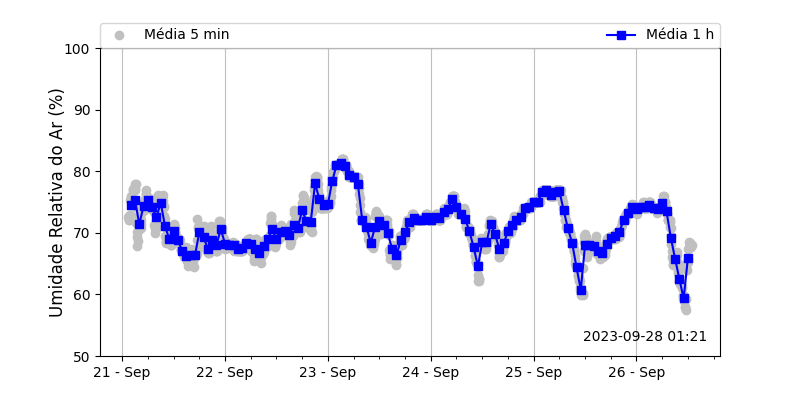 Média 5 min
Média 1 h
Umidade Relativa do Ar (%)
100
90
80
70
60
50
2023-09-28 01:21
21 - Sep
22 - Sep
23 - Sep
24 - Sep
25 - Sep
26 - Sep